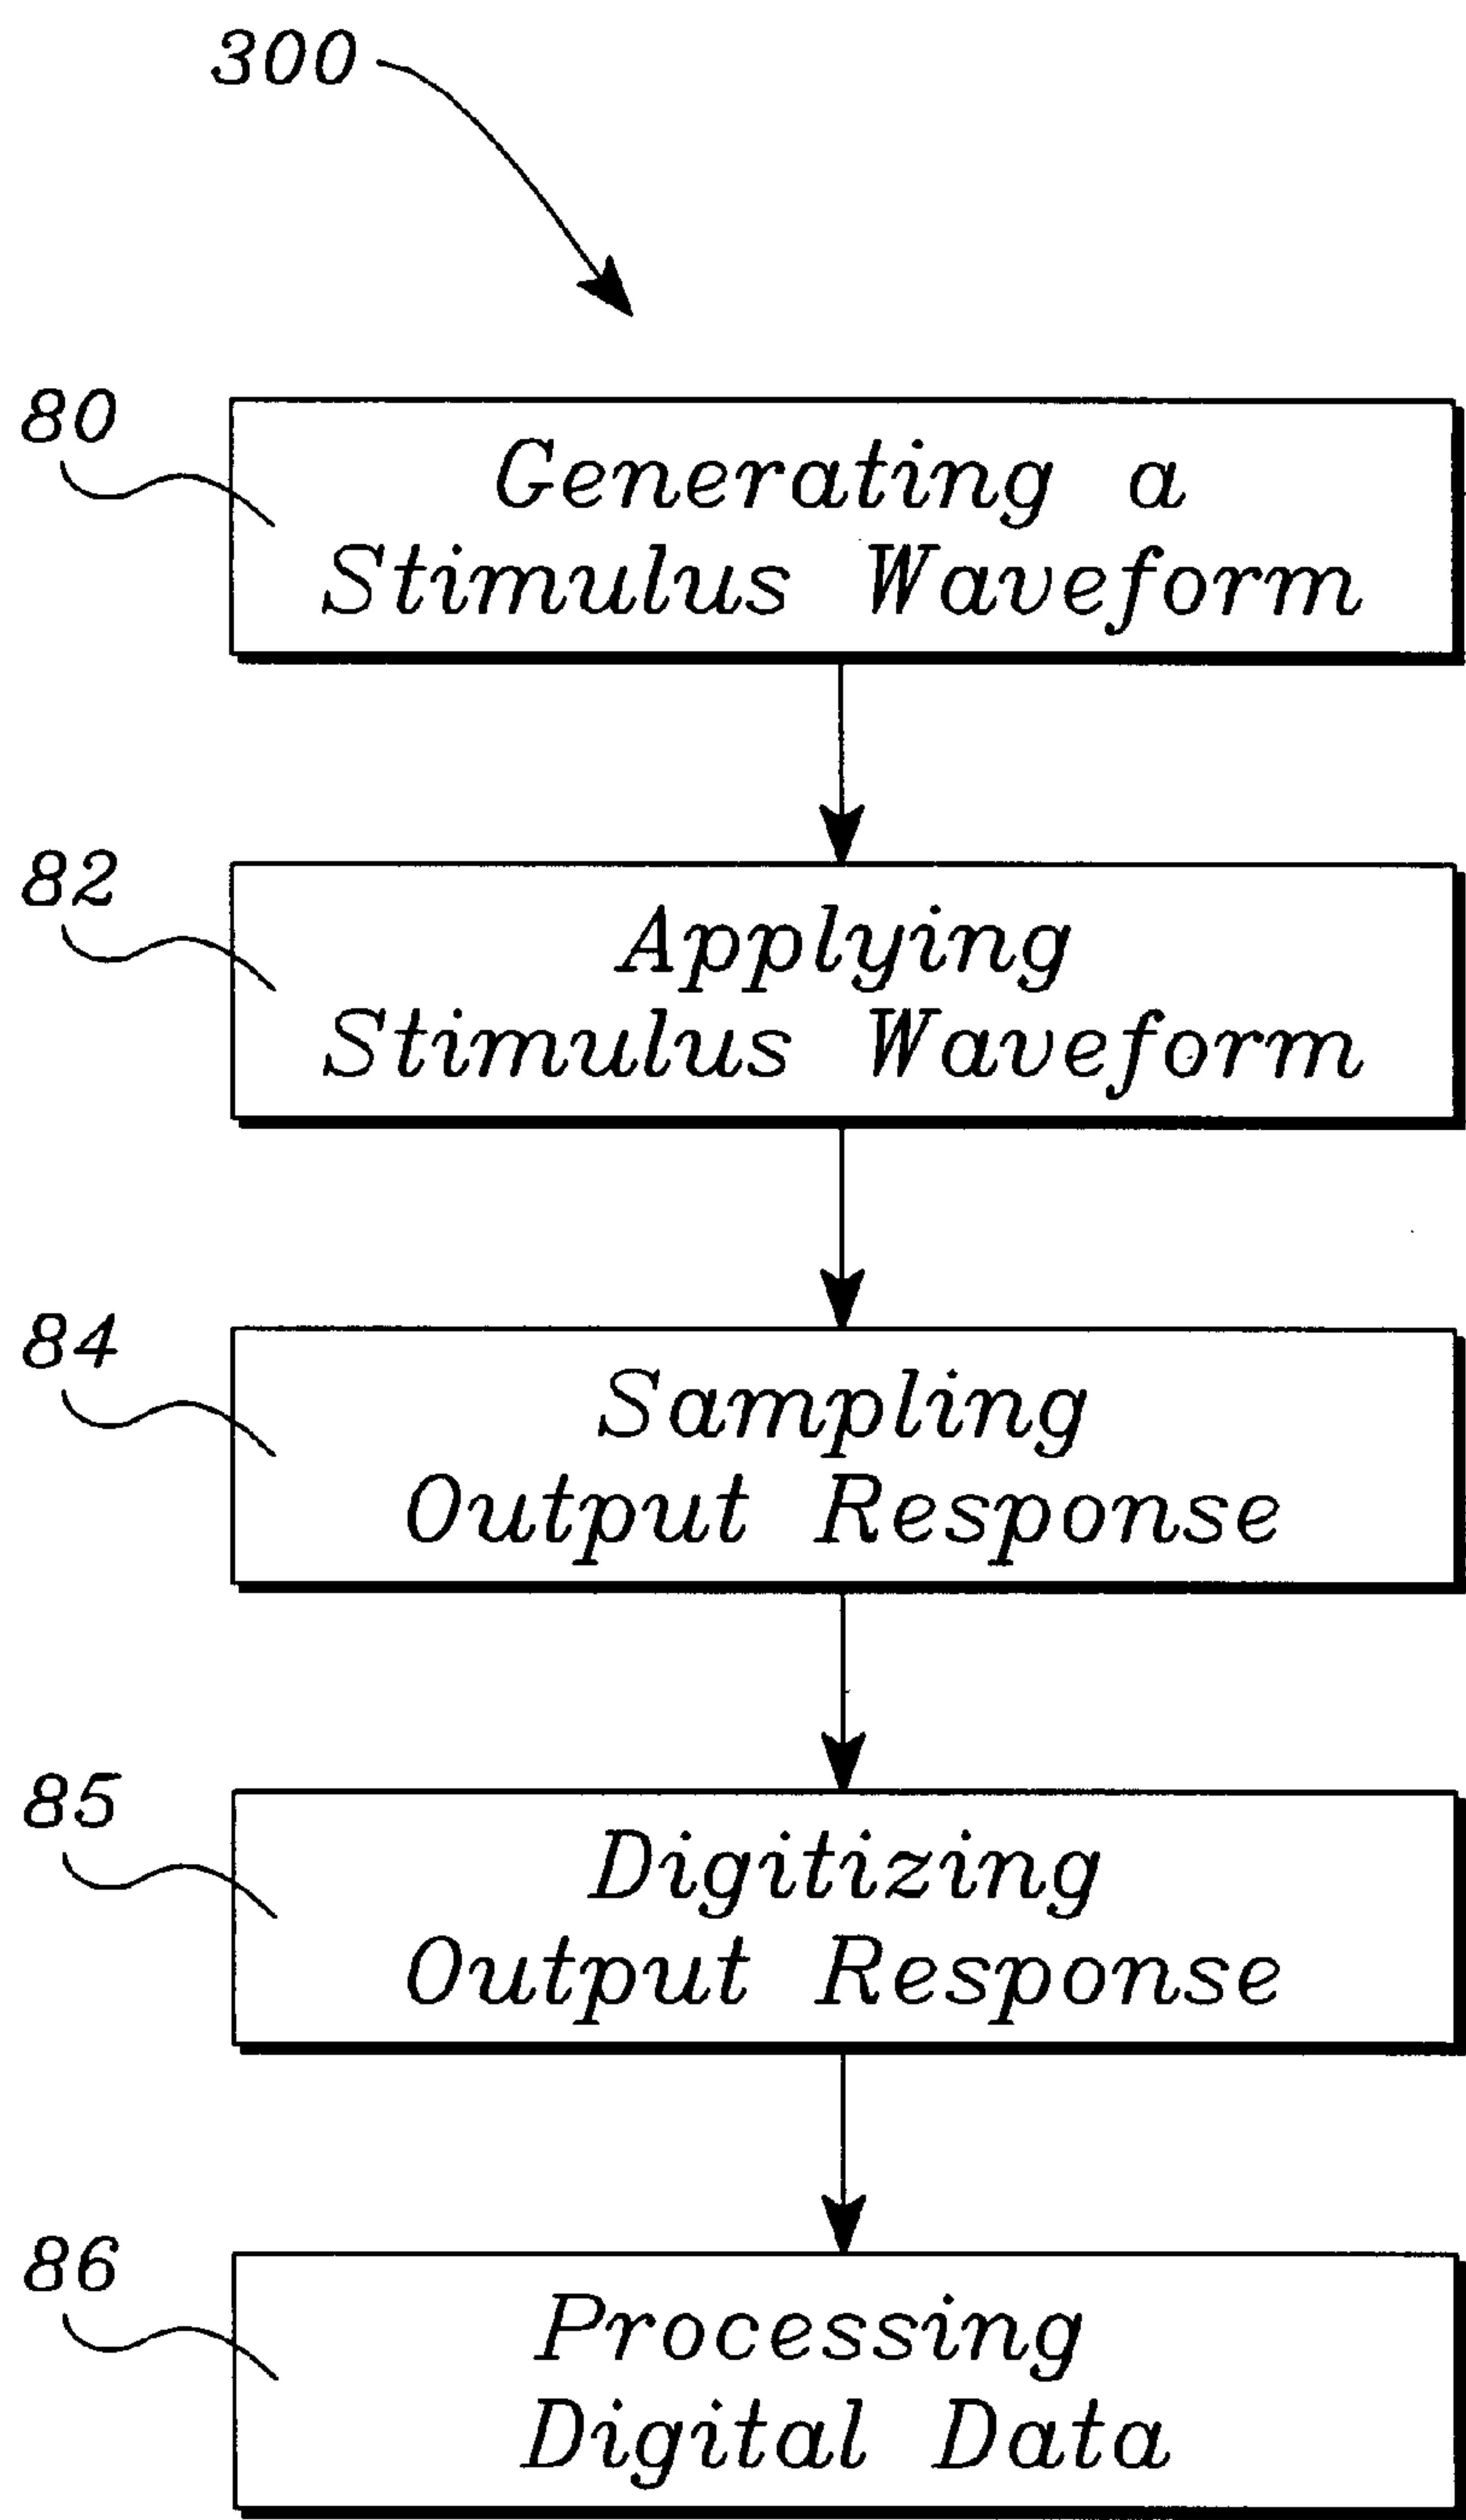 300
80
Generating a
Stimulus Waveform
82
Applying
Stimulus Waveform
84
Sampling
Output Response
85
Digitizing
Output Response
86
Processing
Digital Data